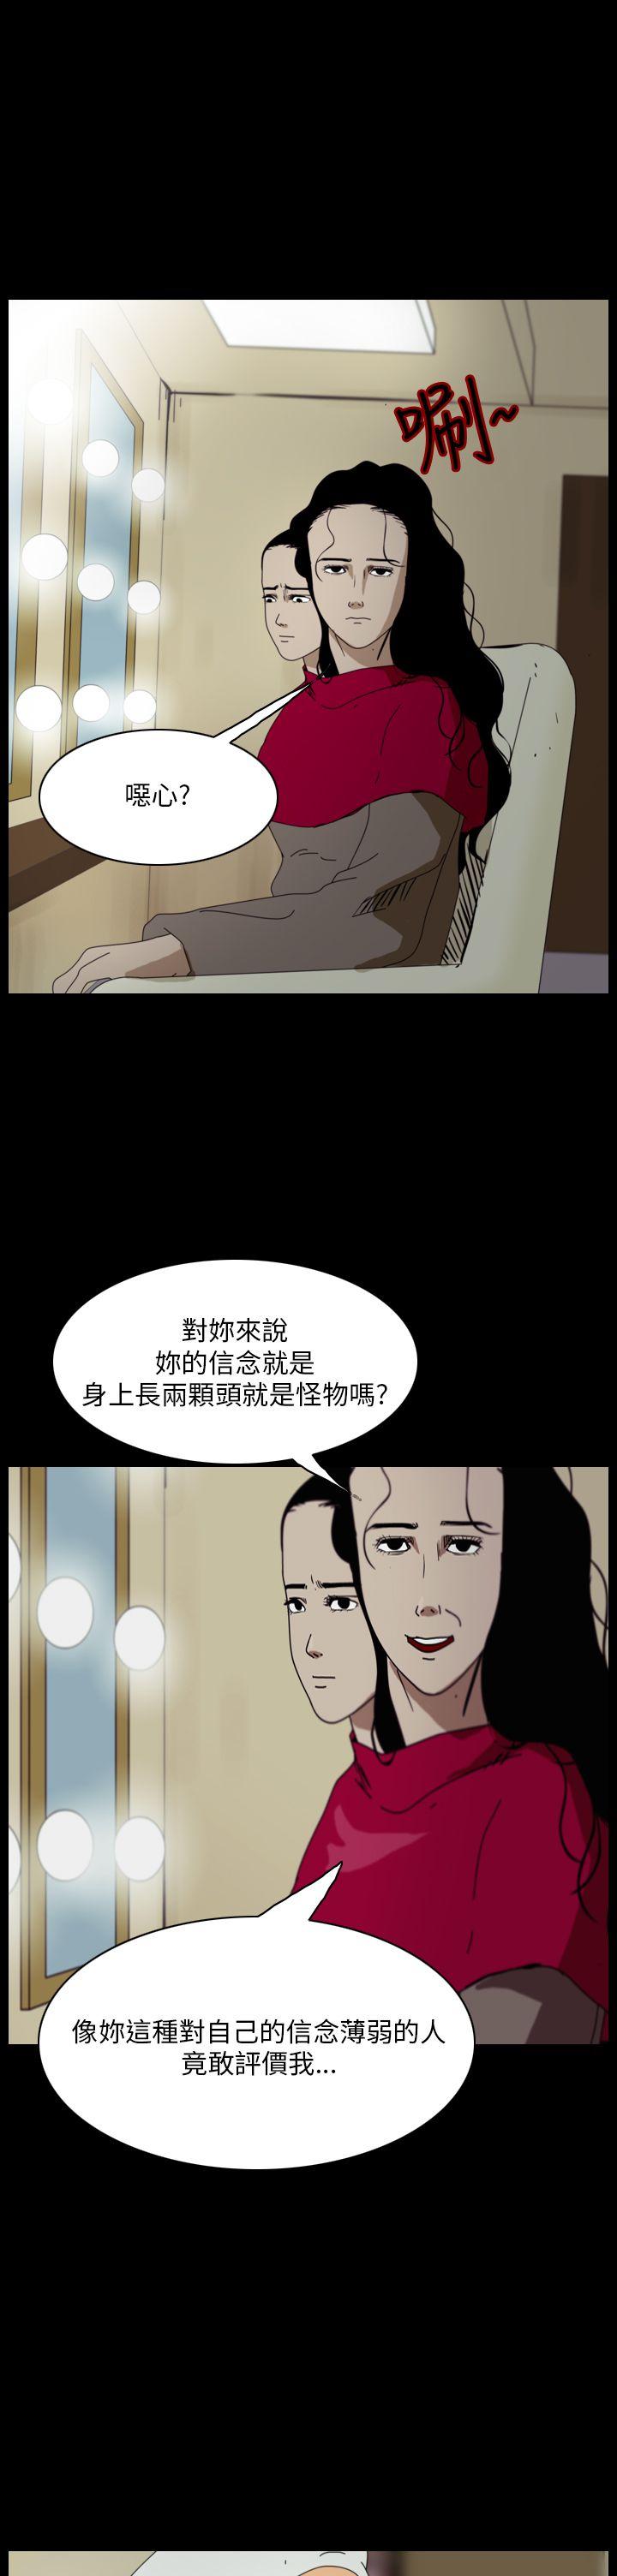 唰~
噁心?
對妳來說
妳的信念就是
身上長兩顆頭就是怪物嗎?
像妳這種對自己的信念薄弱的人
竟敢評價我...